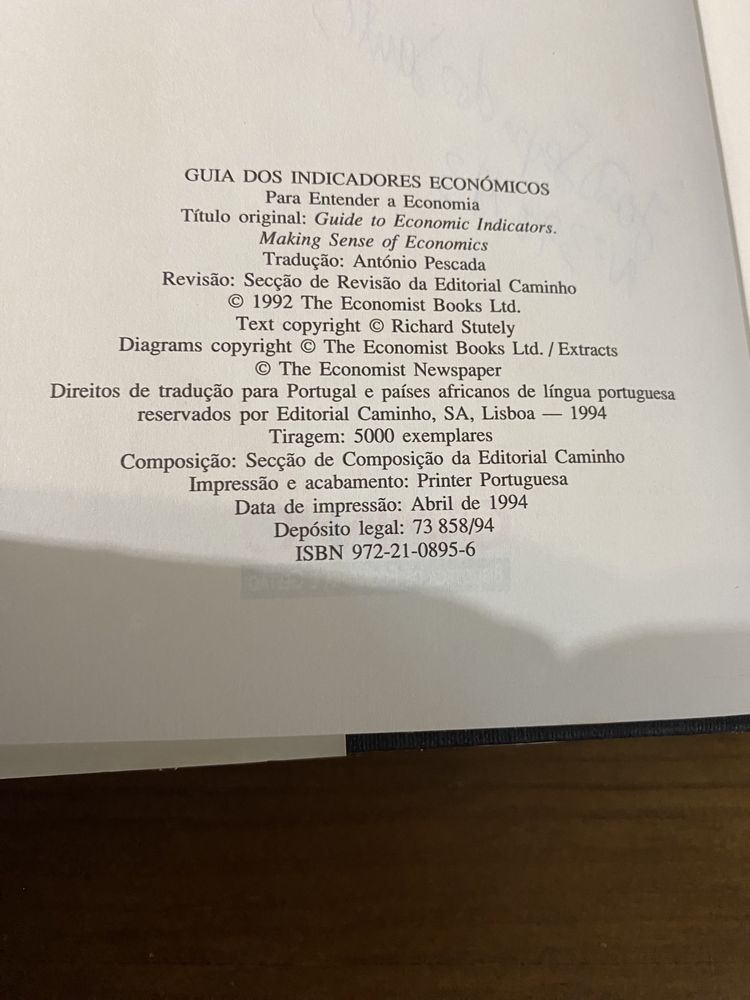 GUIA DOS INDICADORES ECONÓMICOS
Para Entender a Economia
Título original: Guide to Economic Indicators.
Making Sense of Economics
Tradução: António Pescada
Revisão: Secção de Revisão da Editorial Caminho
© 1992 The Economist Books Ltd.
Text copyright © Richard Stutely
Diagrams copyright © The Economist Books Ltd. / Extracts
© The Economist Newspaper
Direitos de tradução para Portugal e países africanos de língua portuguesa
reservados por Editorial Caminho, SA, Lisboa — 1994
Tiragem: 5000 exemplares
Composição: Secção de Composição da Editorial Caminho
Impressão e acabamento: Printer Portuguesa
Data de impressão: Abril de 1994
Depósito legal: 73 858/94
ISBN 972-21-0895-6